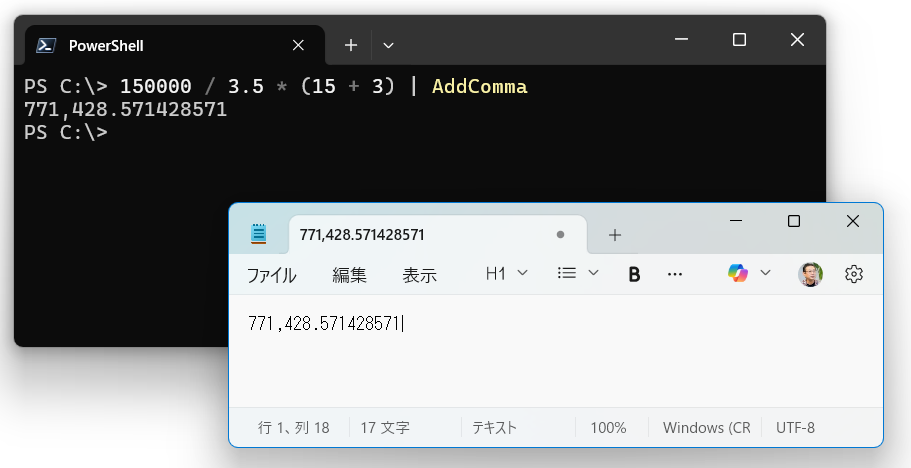 PowerShell
PS C:\> 150000 / 3.5 * (15 + 3) | AddComma
771,428.571428571
PS C:\>
771,428.571428571
ファイル 編集 表示 H1 B ...
771,428.571428571
行 1、列 18 17 文字 テキスト 100% Windows (CR UTF-8